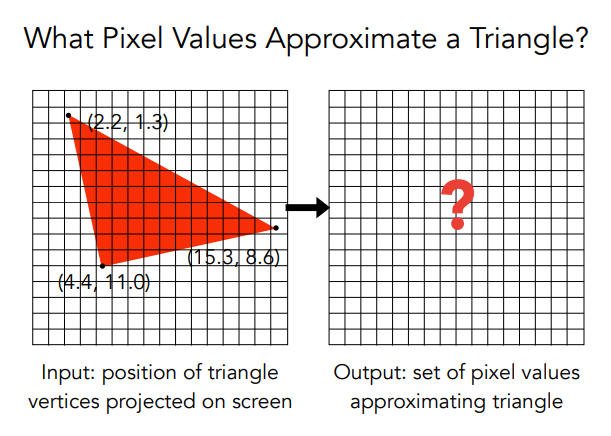 What Pixel Values Approximate a Triangle?
(2.2, 1.3)
(15.3, 8.6)
(4.4, 11.0)
?
Input: position of triangle
vertices projected on screen
Output: set of pixel values
approximating triangle